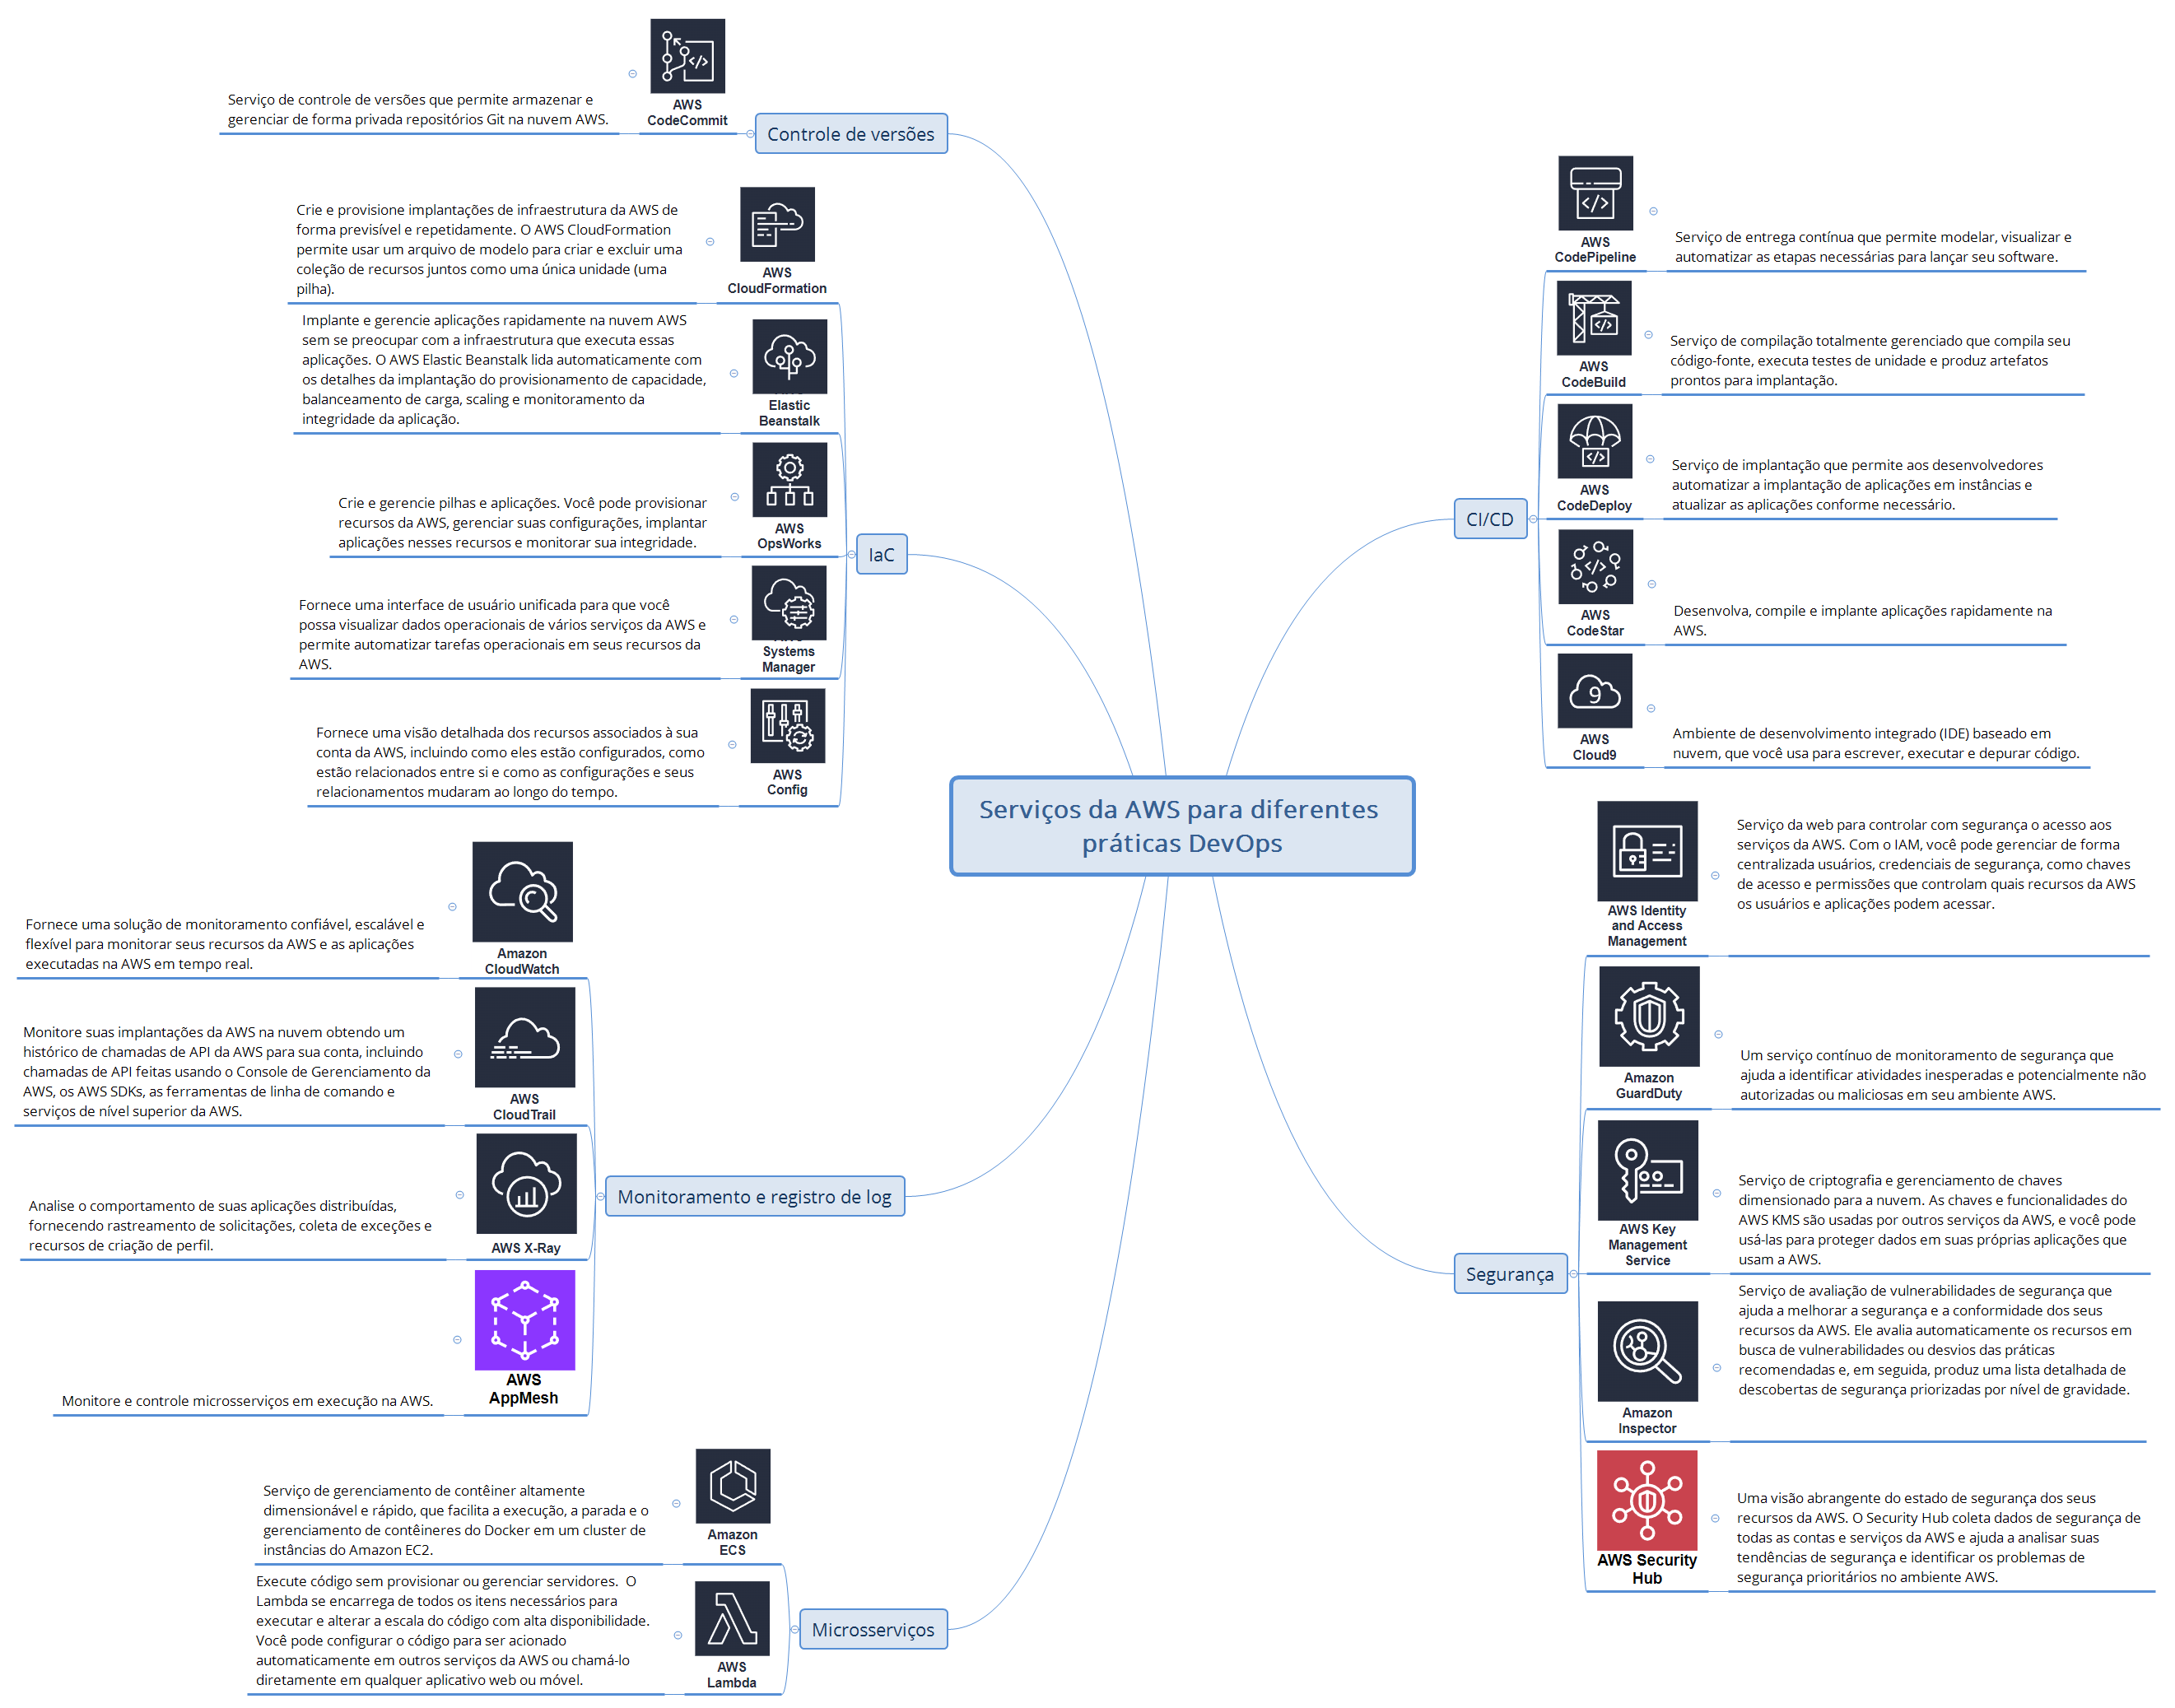 Serviços da AWS para diferentes
práticas DevOps
Controle de versões
AWS
CodeCommit
Serviço de controle de versões que permite armazenar e
gerenciar de forma privada repositórios Git na nuvem AWS.
IaC
AWS
CloudFormation
Crie e provisione implantações de infraestrutura da AWS de
forma previsível e repetidamente. O AWS CloudFormation
permite usar um arquivo de modelo para criar e excluir uma
coleção de recursos juntos como uma única unidade (uma
pilha).
Elastic
Beanstalk
Implante e gerencie aplicações rapidamente na nuvem AWS
sem se preocupar com a infraestrutura que executa essas
aplicações. O AWS Elastic Beanstalk lida automaticamente com
os detalhes da implantação do provisionamento de capacidade,
balanceamento de carga, scaling e monitoramento da
integridade da aplicação.
AWS
OpsWorks
Crie e gerencie pilhas e aplicações. Você pode provisionar
recursos da AWS, gerenciar suas configurações, implantar
aplicações nesses recursos e monitorar sua integridade.
Systems
Manager
Fornece uma interface de usuário unificada para que você
possa visualizar dados operacionais de vários serviços da AWS e
permite automatizar tarefas operacionais em seus recursos da
AWS.
AWS
Config
Fornece uma visão detalhada dos recursos associados à sua
conta da AWS, incluindo como eles estão configurados, como
estão relacionados entre si e como as configurações e seus
relacionamentos mudaram ao longo do tempo.
Monitoramento e registro de log
Amazon
CloudWatch
Fornece uma solução de monitoramento confiável, escalável e
flexível para monitorar seus recursos da AWS e as aplicações
executadas na AWS em tempo real.
AWS
CloudTrail
Monitore suas implantações da AWS na nuvem obtendo um
histórico de chamadas de API da AWS para sua conta, incluindo
chamadas de API feitas usando o Console de Gerenciamento da
AWS, os AWS SDKs, as ferramentas de linha de comando e
serviços de nível superior da AWS.
AWS X-Ray
Analise o comportamento de suas aplicações distribuídas,
fornecendo rastreamento de solicitações, coleta de exceções e
recursos de criação de perfil.
AWS
AppMesh
Monitore e controle microsserviços em execução na AWS.
Microsserviços
Amazon
ECS
Serviço de gerenciamento de contêiner altamente
dimensionável e rápido, que facilita a execução, a parada e o
gerenciamento de contêineres do Docker em um cluster de
instâncias do Amazon EC2.
AWS
Lambda
Execute código sem provisionar ou gerenciar servidores. O
Lambda se encarrega de todos os itens necessários para
executar e alterar a escala do código com alta disponibilidade.
Você pode configurar o código para ser acionado
automaticamente em outros serviços da AWS ou chamá-lo
diretamente em qualquer aplicativo web ou móvel.
CI/CD
AWS
CodePipeline
Serviço de entrega contínua que permite modelar, visualizar e
automatizar as etapas necessárias para lançar seu software.
AWS
CodeBuild
Serviço de compilação totalmente gerenciado que compila seu
código-fonte, executa testes de unidade e produz artefatos
prontos para implantação.
AWS
CodeDeploy
Serviço de implantação que permite aos desenvolvedores
automatizar a implantação de aplicações em instâncias e
atualizar as aplicações conforme necessário.
AWS
CodeStar
Desenvolva, compile e implante aplicações rapidamente na
AWS.
9
AWS
Cloud9
Ambiente de desenvolvimento integrado (IDE) baseado em
nuvem, que você usa para escrever, executar e depurar código.
Segurança
AWS Identity
and Access
Management
Serviço da web para controlar com segurança o acesso aos
serviços da AWS. Com o IAM, você pode gerenciar de forma
centralizada usuários, credenciais de segurança, como chaves
de acesso e permissões que controlam quais recursos da AWS
os usuários e aplicações podem acessar.
Amazon
GuardDuty
Um serviço contínuo de monitoramento de segurança que
ajuda a identificar atividades inesperadas e potencialmente não
autorizadas ou maliciosas em seu ambiente AWS.
AWS Key
Management
Service
Serviço de criptografia e gerenciamento de chaves
dimensionado para a nuvem. As chaves e funcionalidades do
AWS KMS são usadas por outros serviços da AWS, e você pode
usá-las para proteger dados em suas próprias aplicações que
usam a AWS.
Amazon
Inspector
Serviço de avaliação de vulnerabilidades de segurança que
ajuda a melhorar a segurança e a conformidade dos seus
recursos da AWS. Ele avalia automaticamente os recursos em
busca de vulnerabilidades ou desvios das práticas
recomendadas e, em seguida, produz uma lista detalhada de
descobertas de segurança priorizadas por nível de gravidade.
AWS Security
Hub
Uma visão abrangente do estado de segurança dos seus
recursos da AWS. O Security Hub coleta dados de segurança de
todas as contas e serviços da AWS e ajuda a analisar suas
tendências de segurança e identificar os problemas de
segurança prioritários no ambiente AWS.